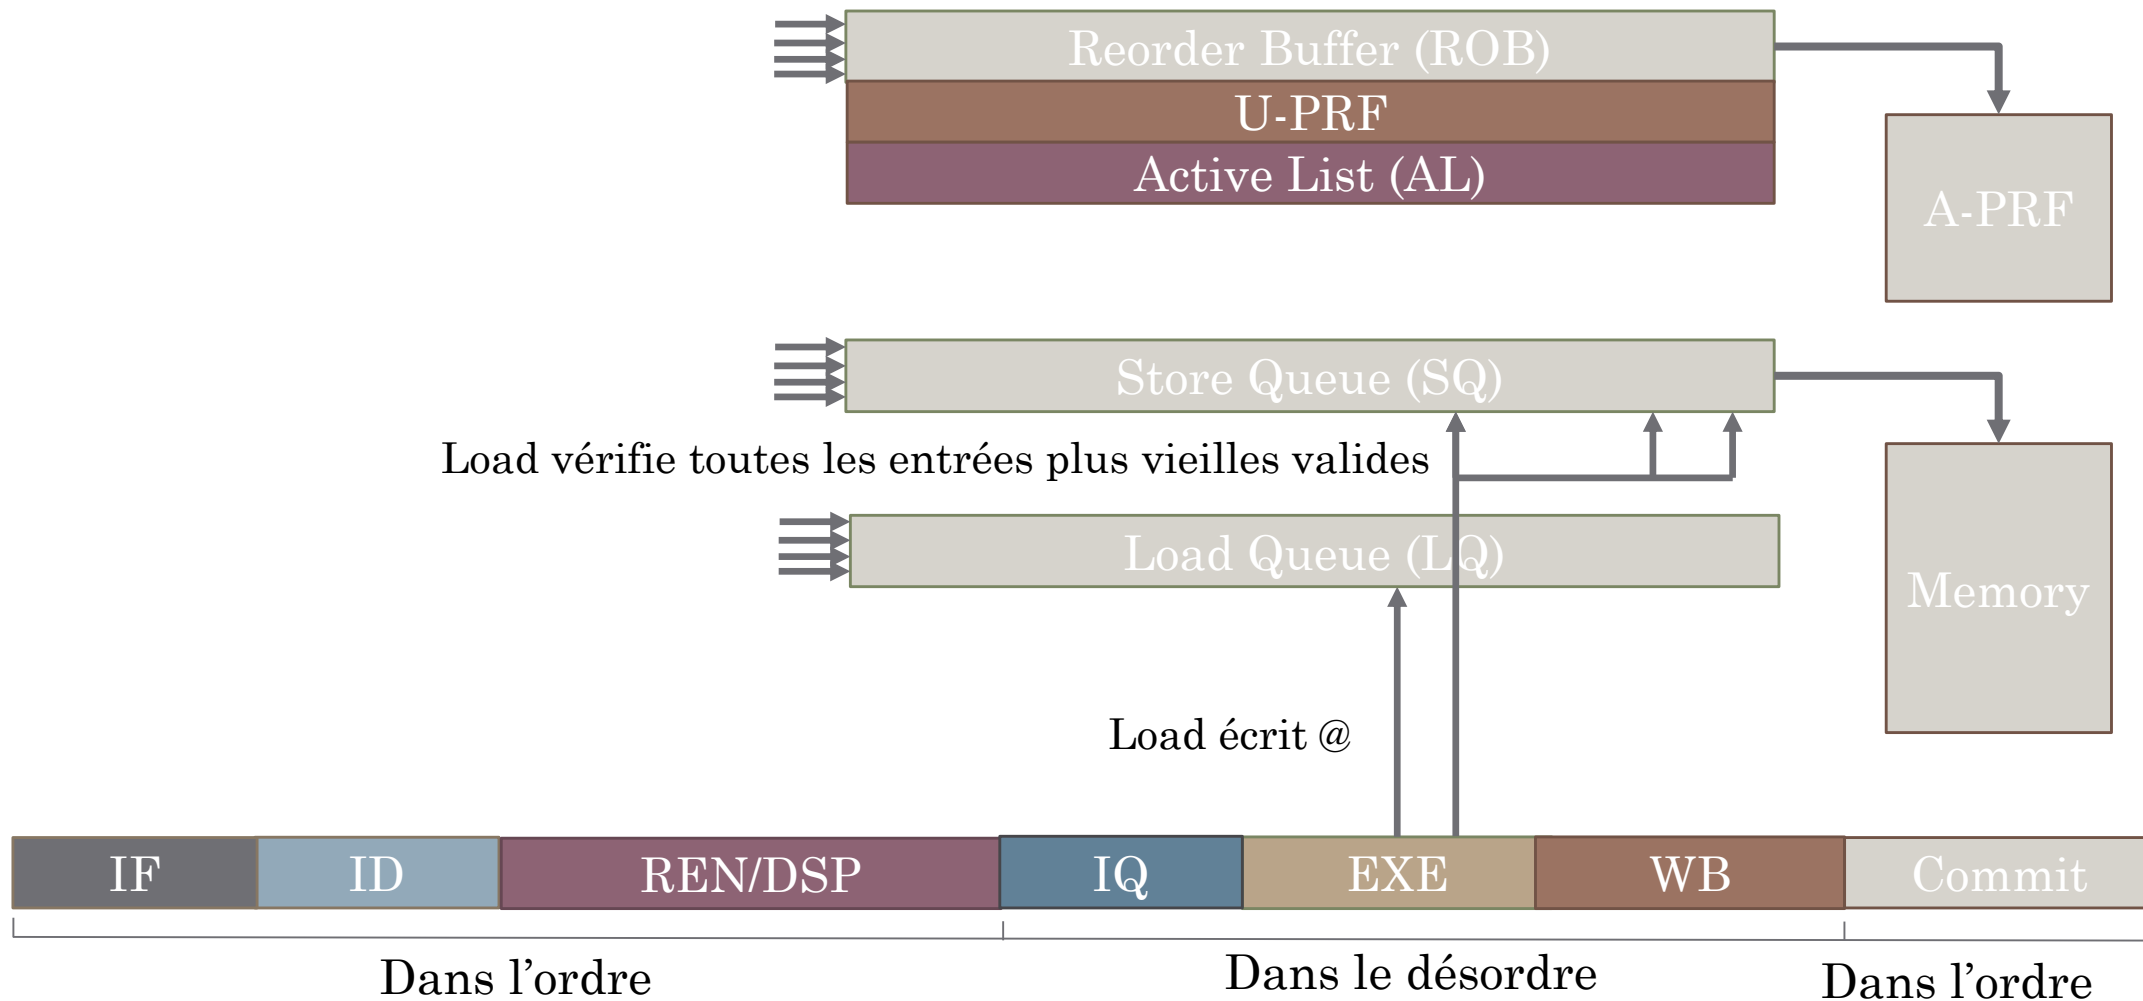 Reorder Buffer (ROB)
U-PRF
Active List (AL)
A-PRF
Store Queue (SQ)
Load vérifie toutes les entrées plus vieilles valides
Load Queue (LQ)
Memory
Load écrit @
IF
ID
REN/DSP
IQ
EXE
WB
Commit
Dans l'ordre
Dans le désordre
Dans l'ordre